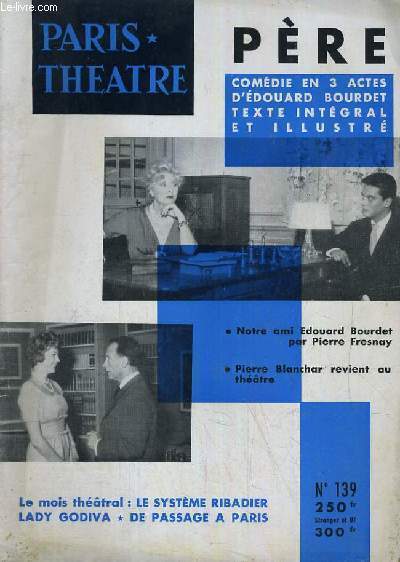 Le-Livre.com
PARIS ★
THEATRE
PÈRE
COMÉDIE EN 3 ACTES
D'ÉDOUARD BOURDET
TEXTE INTÉGRAL
ET ILLUSTRÉ
• Notre ami Edouard Bourdet
par Pierre Fresnay
• Pierre Blanchar revient au
théâtre
N° 139
250 fr
300 fr
Le mois théâtral : LE SYSTÈME RIBADIER
LADY GODIVA ★ DE PASSAGE A PARIS